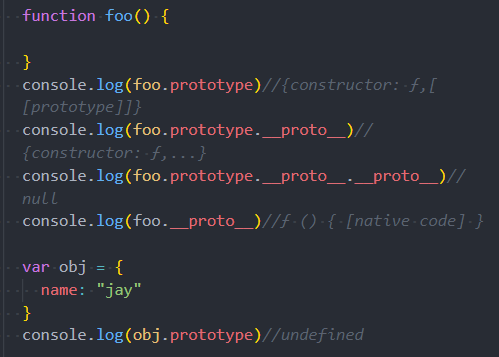 function foo() {

}
console.log(foo.prototype)//{constructor: ƒ,[
[prototype]]}
console.log(foo.prototype.__proto__)//
{constructor: ƒ,...}
console.log(foo.prototype.__proto__.__proto__)//
null
console.log(foo.__proto__)//ƒ () { [native code] }

var obj = {
  name: "jay"
}
console.log(obj.prototype)//undefined